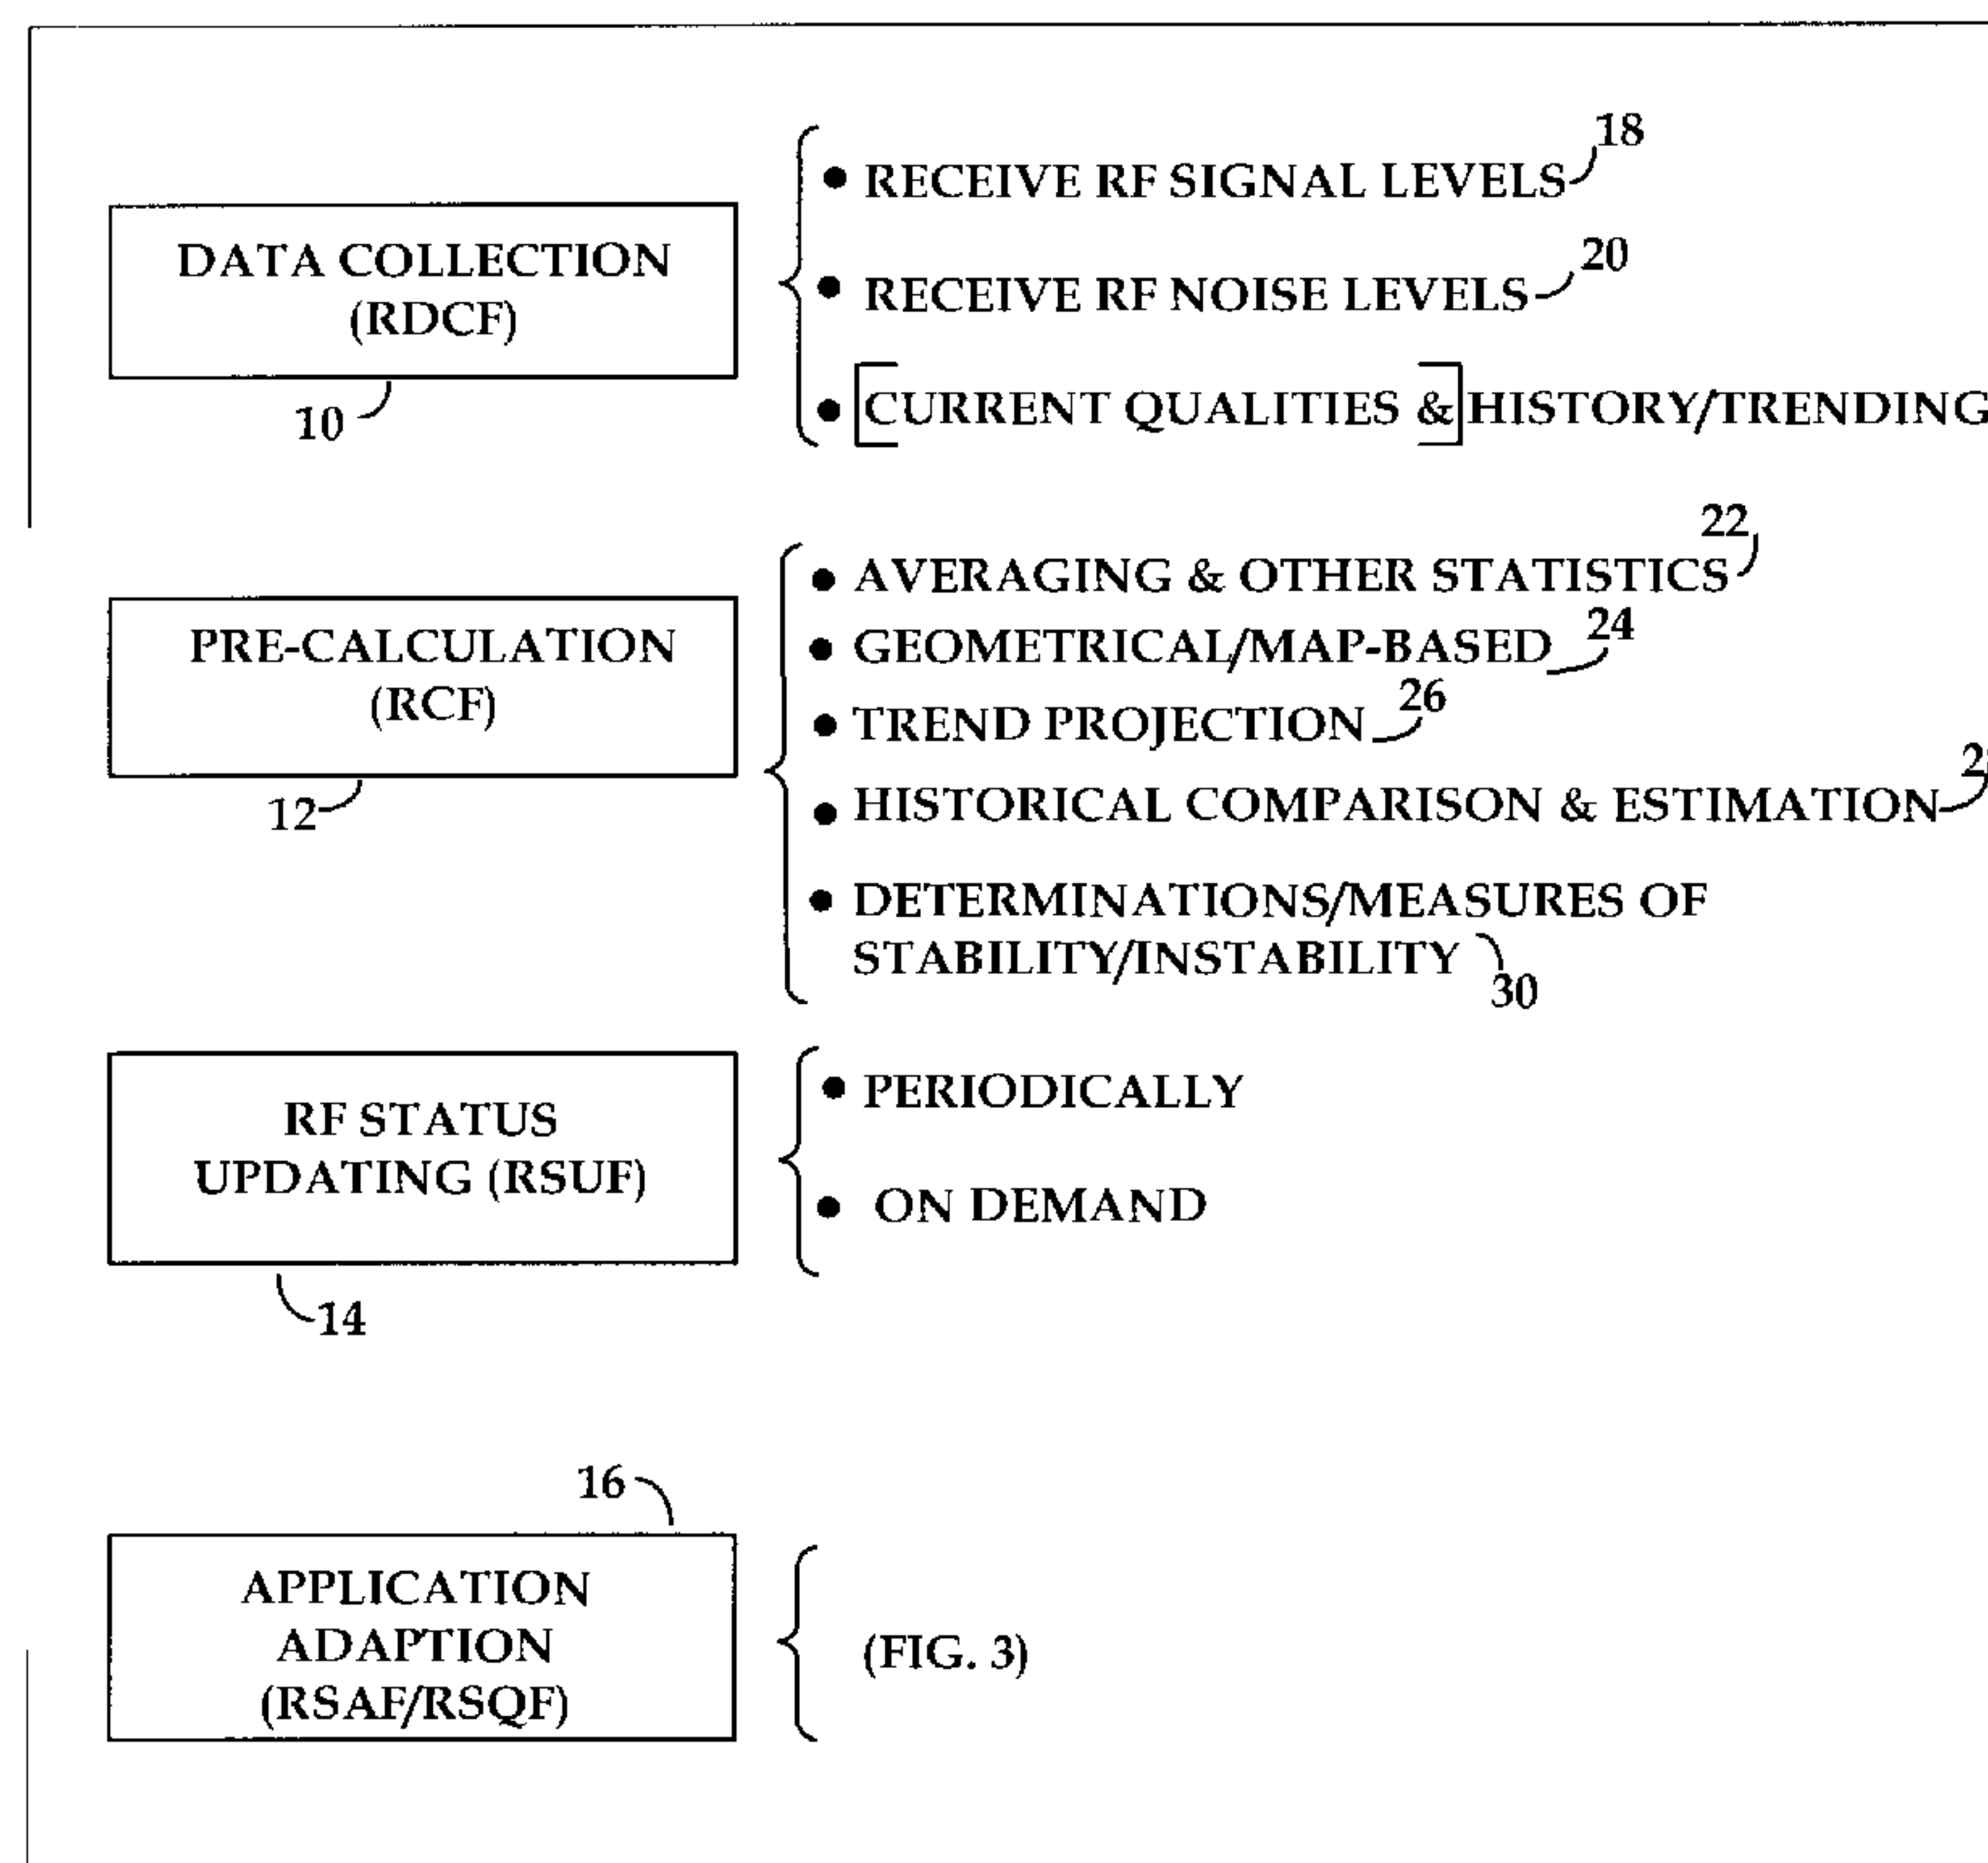 18
• RECEIVE RF SIGNAL LEVELS
DATA COLLECTION
(RDCF)
10
20
• RECEIVE RF NOISE LEVELS
• [CURRENT QUALITIES &] HISTORY/TRENDING
22
• AVERAGING & OTHER STATISTICS
PRE-CALCULATION
(RCF)
12
24
• GEOMETRICAL/MAP-BASED
26
• TREND PROJECTION
• HISTORICAL COMPARISON & ESTIMATION
• DETERMINATIONS/MEASURES OF
STABILITY/INSTABILITY
30
RF STATUS
UPDATING (RSUF)
14
• PERIODICALLY
• ON DEMAND
16
APPLICATION
ADAPTION
(RSAF/RSQF)
(FIG. 3)